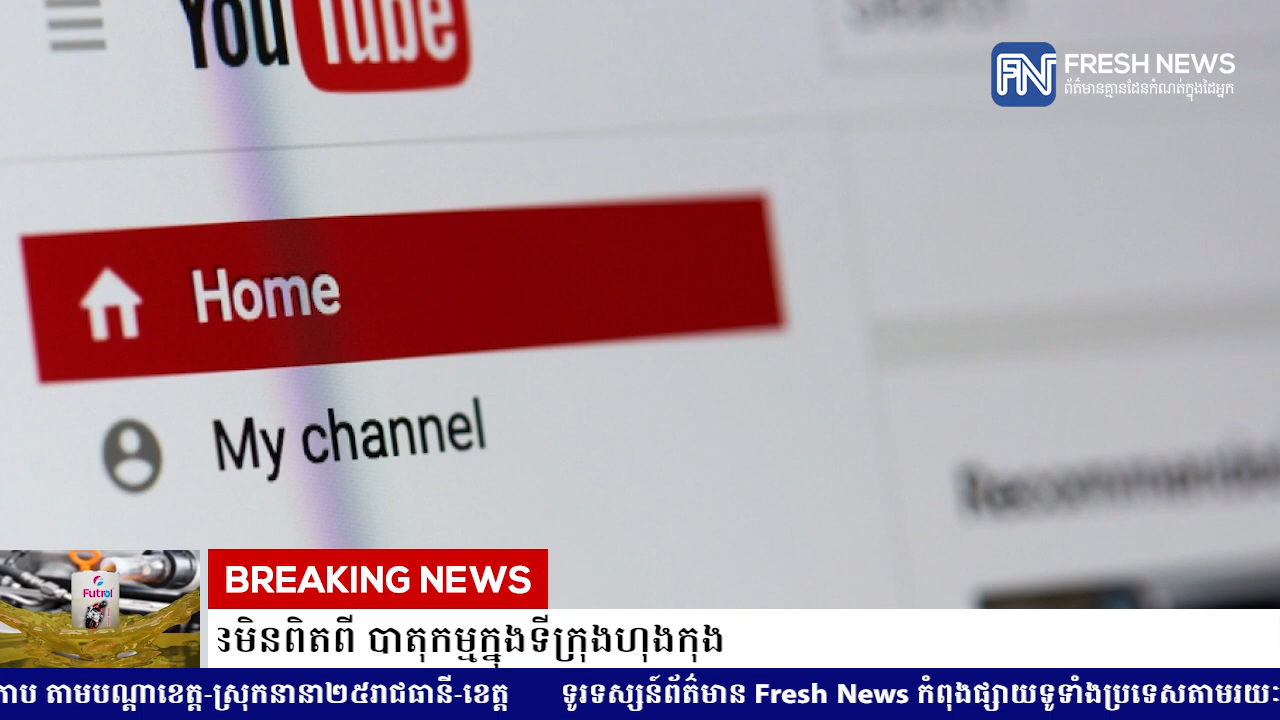 YouTube
Search
FRESH NEWS
ព័ត៌មានគ្មានដែនកំណត់ក្នុងដៃអ្នក
Home
My channel
Recommended
Futrol
BREAKING NEWS
នមិនពិតពី បាតុកម្មក្នុងទីក្រុងហុងកុង
ភាប តាមបណ្តាខេត្ត-ស្រុកនានា២៥រាជធានី-ខេត្ត ទូរទស្សន៍ព័ត៌មាន Fresh News កំពុងផ្សាយទូទាំងប្រទេសតាមរយៈ